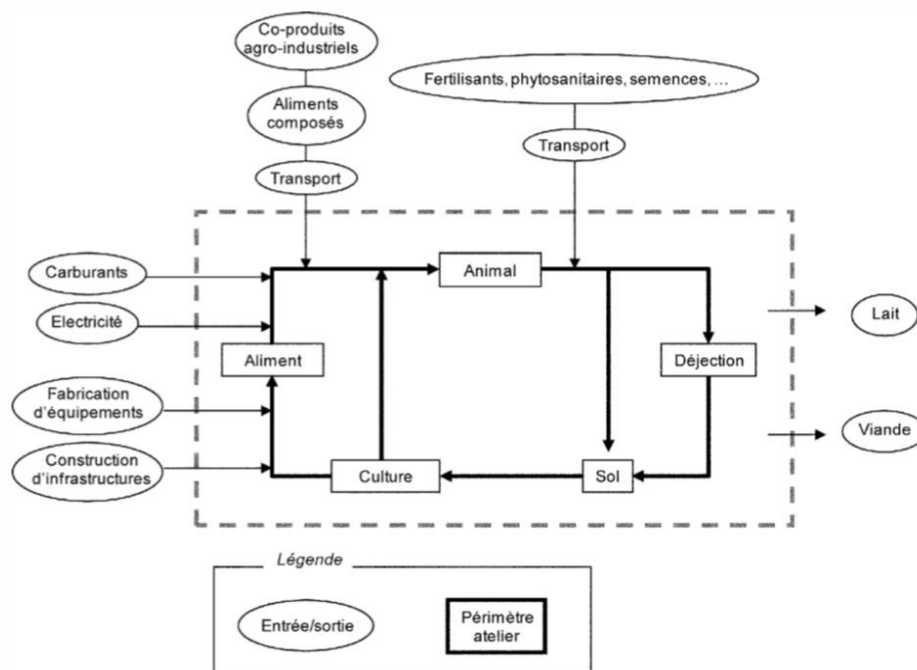 Co-produits
agro-industriels
Fertilisants, phytosanitaires, semences, ...
Aliments
composés
Transport
Transport
Carburants
Animal
Electricité
Lait
Aliment
Déjection
Fabrication
d'équipements
Viande
Construction
d'infrastructures
Culture
Sol
Légende
Entrée/sortie
Périmètre
atelier